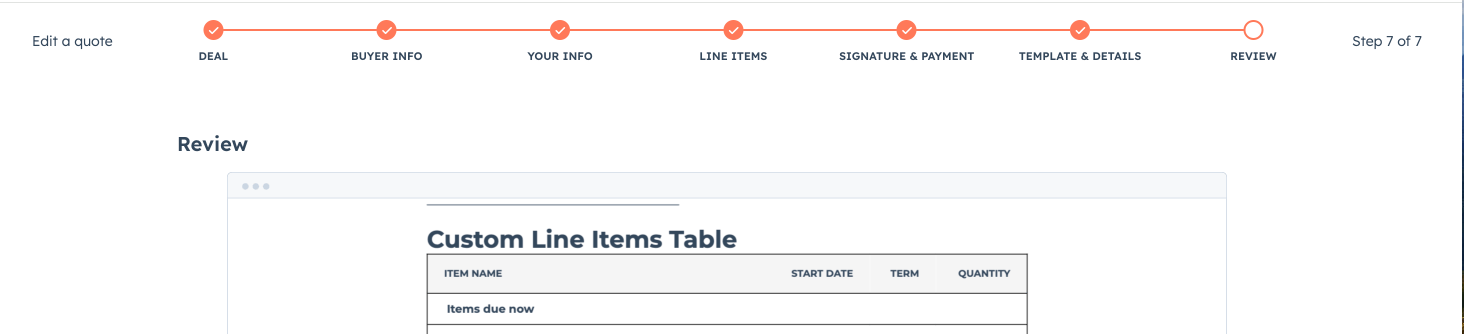 Edit a quote
DEAL
BUYER INFO
YOUR INFO
LINE ITEMS
SIGNATURE & PAYMENT
TEMPLATE & DETAILS
REVIEW
Step 7 of 7
Review
Custom Line Items Table
ITEM NAME START DATE TERM QUANTITY
Items due now